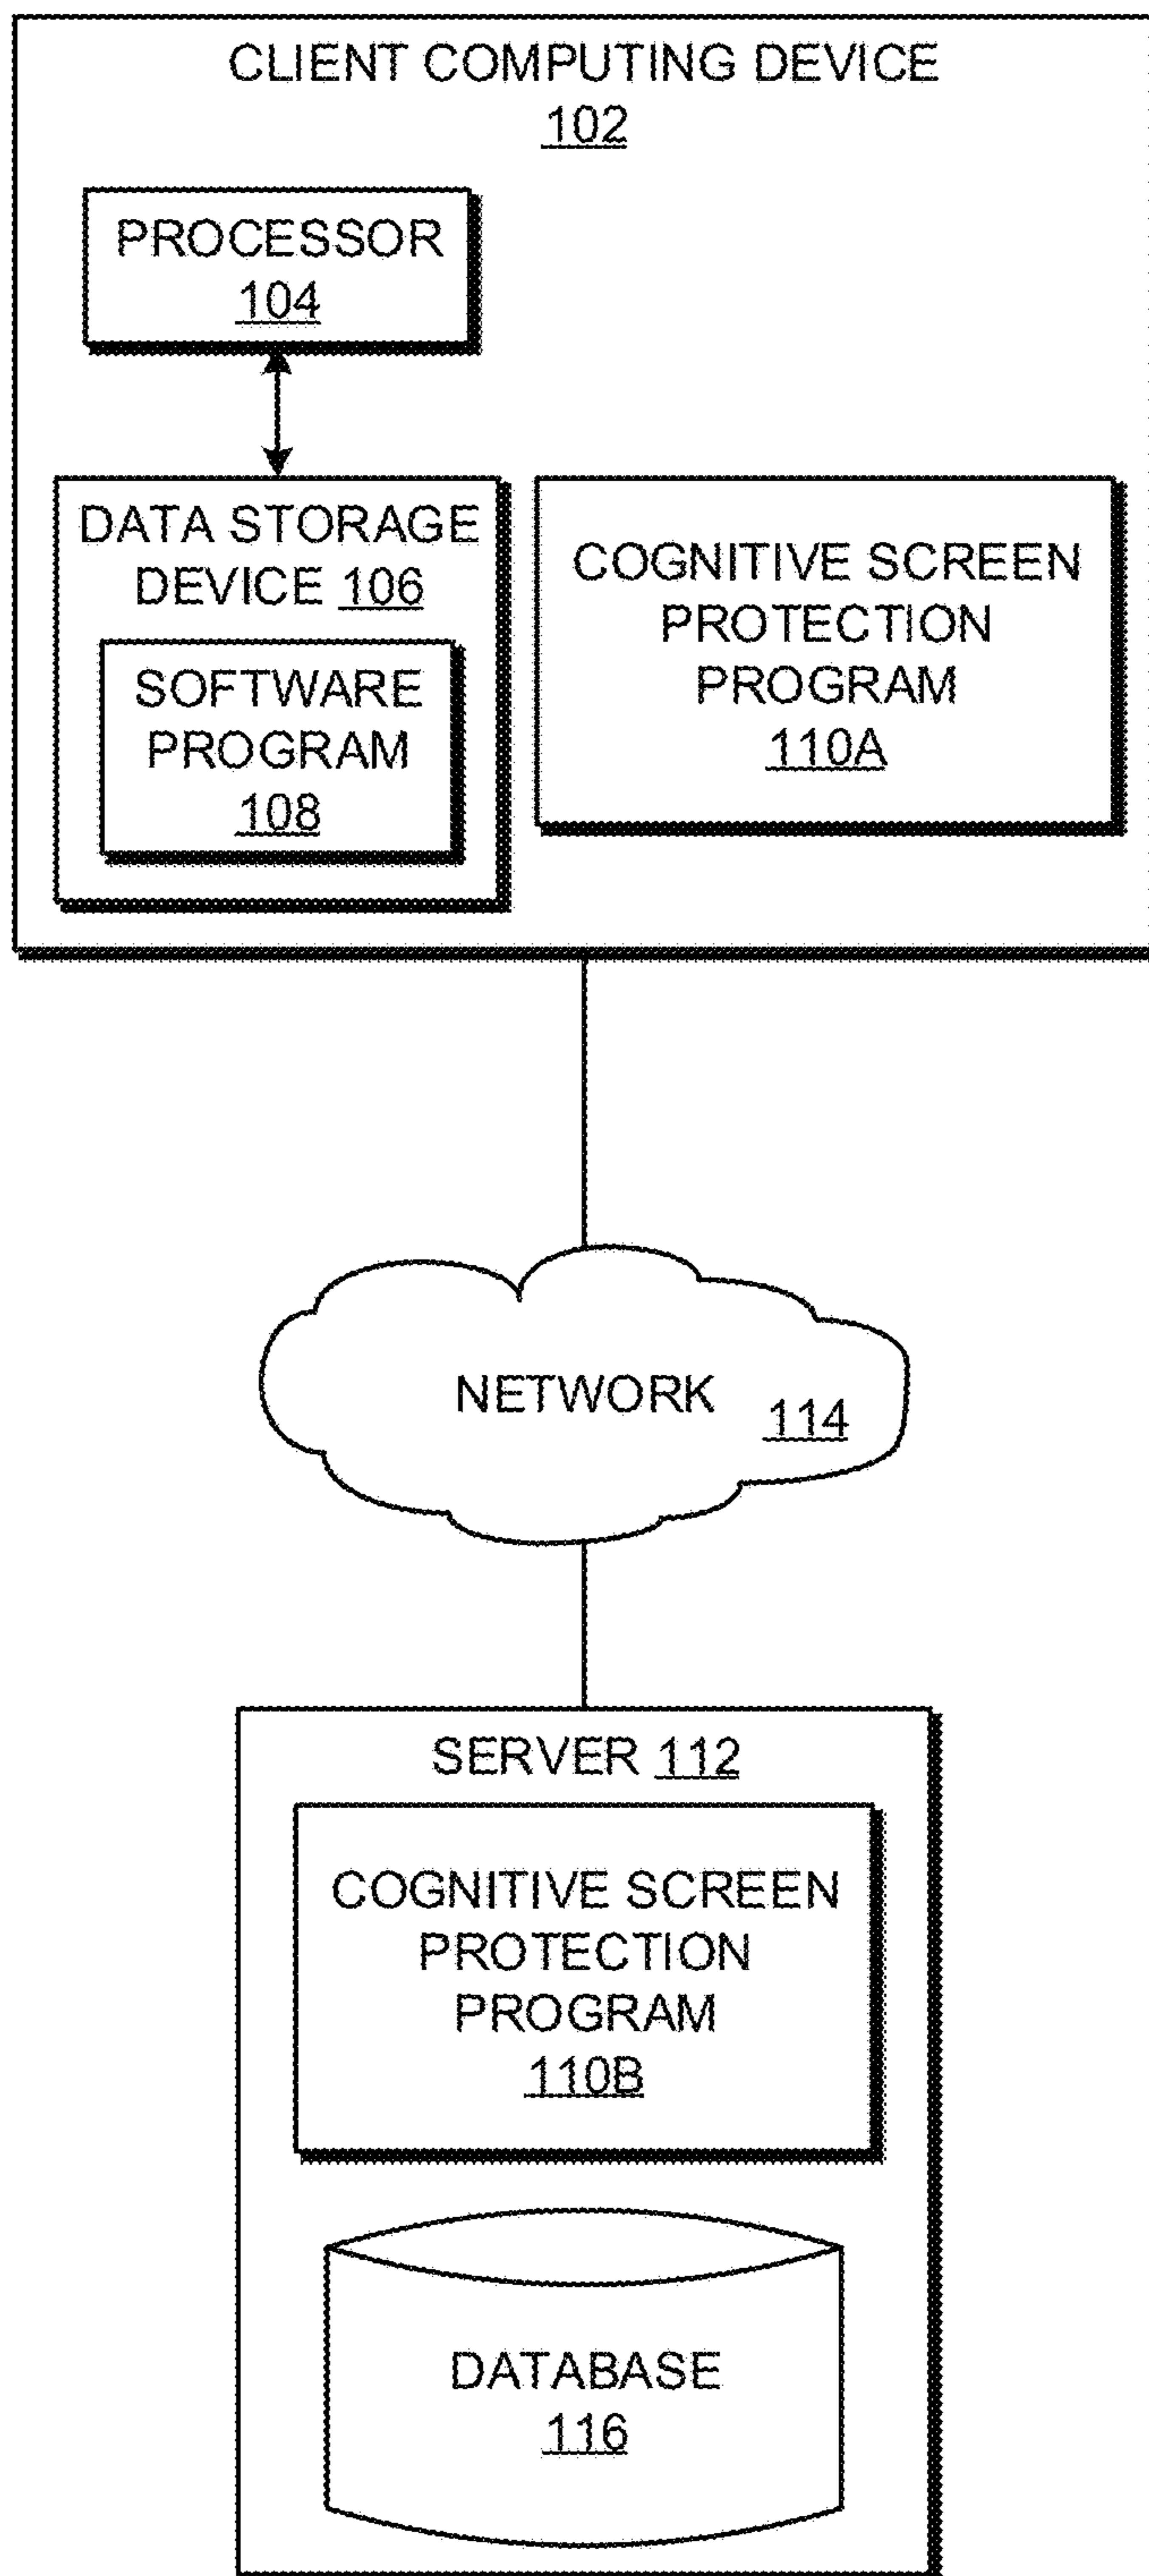 CLIENT COMPUTING DEVICE
102
PROCESSOR
104
DATA STORAGE
DEVICE 106
SOFTWARE
PROGRAM
108
COGNITIVE SCREEN
PROTECTION
PROGRAM
110A
NETWORK 114
SERVER 112
COGNITIVE SCREEN
PROTECTION
PROGRAM
110B
DATABASE
116